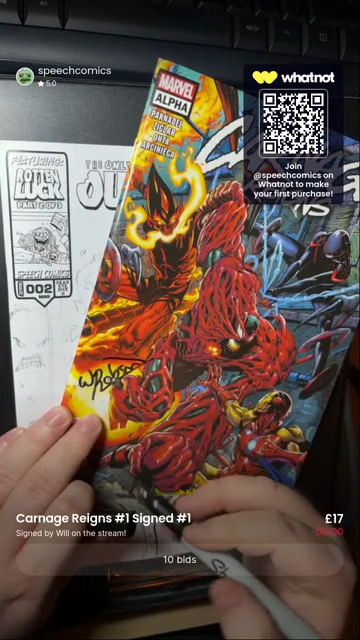 speechcomics
★ 5.0
whatnot
Join
@speechcomics on
Whatnot to make
your first purchase!
MARVEL
ALPHA
FEATURING:
ROTTEN
LUCK
PART 2 OF 3
SPEECH COMICS
002
THE ONLY
Carnage Reigns #1 Signed #1
£17
Signed by Will on the stream!
00:00
10 bids